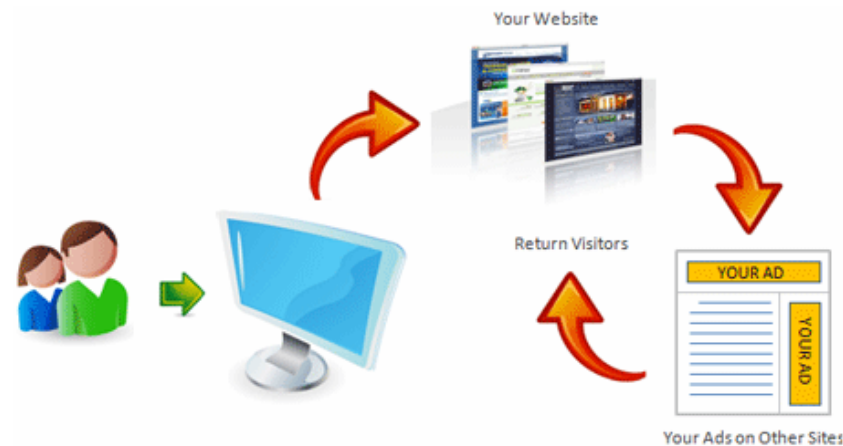 Your Website
Return Visitors
YOUR AD
YOUR AD
Your Ads on Other Sites